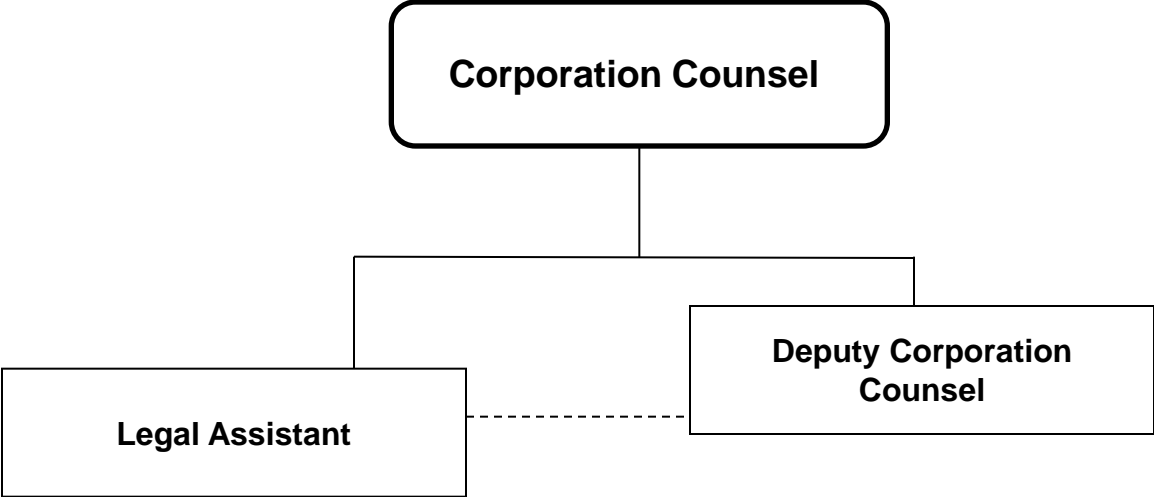 Corporation Counsel
Deputy Corporation
Counsel
Legal Assistant